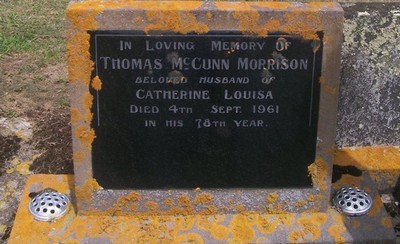 In Loving Memory Of
Thomas McCunn Morrison
beloved husband of
Catherine Louisa
Died 4th Sept. 1961
in his 78th year.